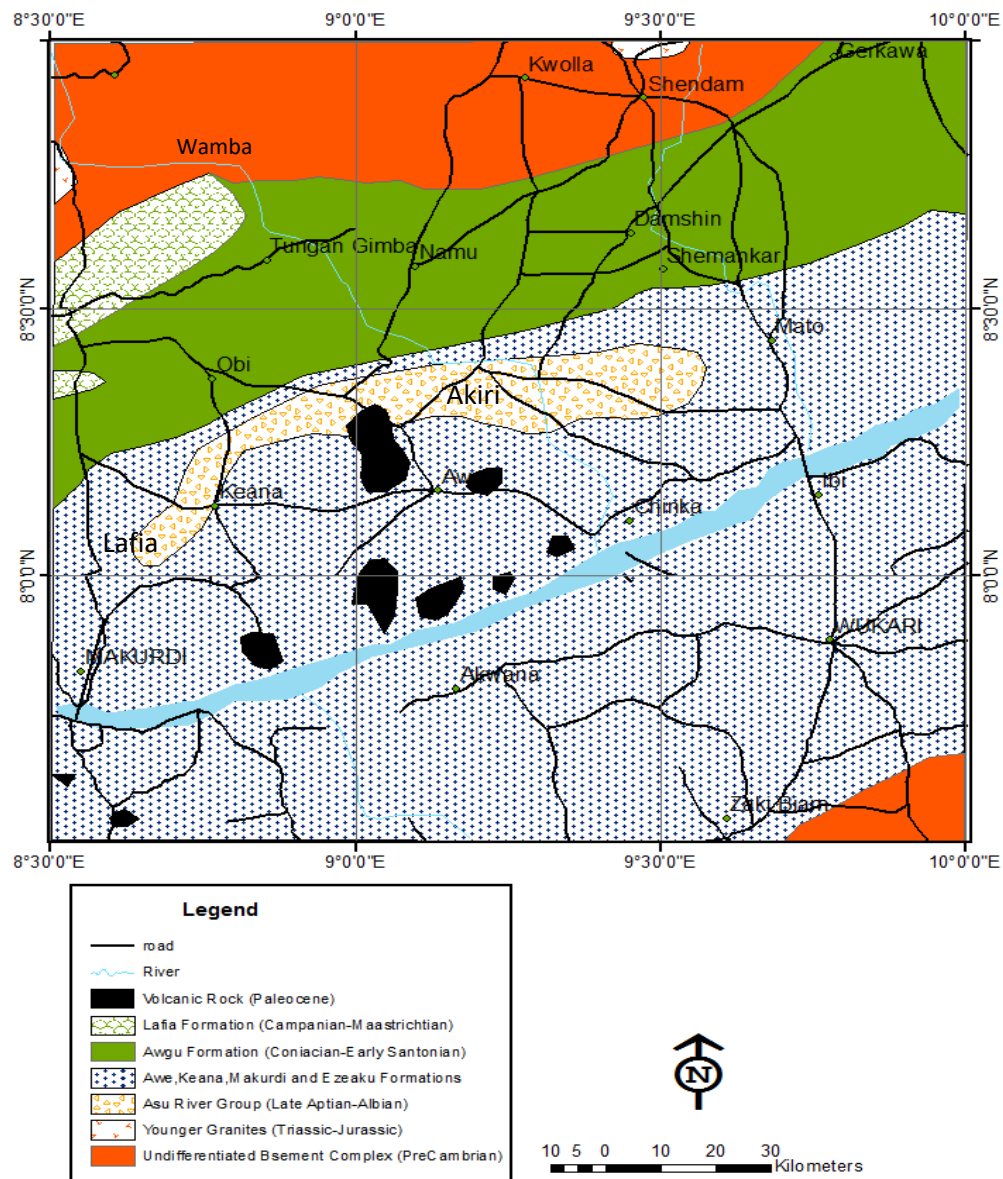 8°30'0"E 9°0'0"E 9°30'0"E 10°0'0"E
Gerkawa
Kwolla
Shendam
Wamba
Damshin
Tungan Gimba
Namu
Shemankar
8°30'0"N 8°30'0"N
Mato
Obi
Akiri
Keana
Ibi
Chinka
Lafia
8°0'0"N 8°0'0"N
WUKARI
MAKURDI
Akwana
Zaki-Biam
8°30'0"E 9°0'0"E 9°30'0"E 10°0'0"E
Legend
road
River
Volcanic Rock (Paleocene)
Lafia Formation (Campanian-Maastrichtian)
Awgu Formation (Coniacian-Early Santonian)
Awe,Keana,Makurdi and Ezeaku Formations
Asu River Group (Late Aptian-Albian)
Younger Granites (Triassic-Jurassic)
Undifferentiated Bsement Complex (PreCambrian)
N
10 5 0 10 20 30
Kilometers